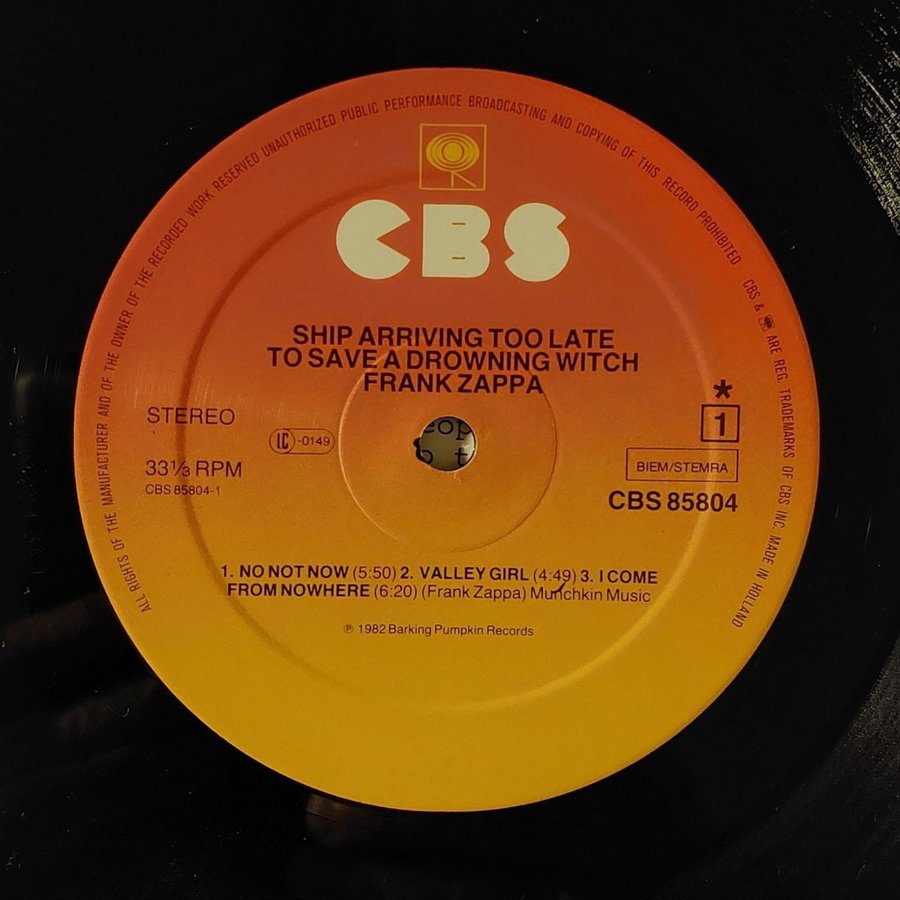 ALL RIGHTS OF THE MANUFACTURER AND OF THE OWNER OF THE RECORDED WORK RESERVED UNAUTHORIZED PUBLIC PERFORMANCE BROADCASTING AND COPYING OF THIS RECORD PROHIBITED CBS & ARE REG. TRADEMARKS OF CBS INC. MADE IN HOLLAND
CBS
SHIP ARRIVING TOO LATE
TO SAVE A DROWNING WITCH
FRANK ZAPPA
STEREO
LC -0149
33⅓ RPM
CBS 85804-1
*
1
BIEM/STEMRA
CBS 85804
eop
b t
1. NO NOT NOW (5:50) 2. VALLEY GIRL (4:49) 3. I COME
FROM NOWHERE (6:20) (Frank Zappa) Munchkin Music
℗ 1982 Barking Pumpkin Records